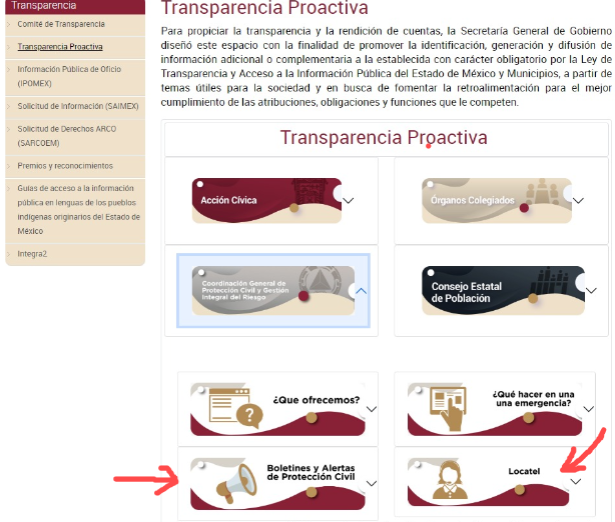 Transparencia
Comité de Transparencia
Transparencia Proactiva
Información Pública de Oficio
(IPOMEX)
Solicitud de Información (SAIMEX)
Solicitud de Derechos ARCO
(SARCOEM)
Premios y reconocimientos
Guías de acceso a la información
pública en lenguas de los pueblos
indígenas originarios del Estado de
México
Integra2
Transparencia Proactiva
Para propiciar la transparencia y la rendición de cuentas, la Secretaría General de Gobierno
diseñó este espacio con la finalidad de promover la identificación, generación y difusión de
información adicional o complementaria a la establecida con carácter obligatorio por la Ley de
Transparencia y Acceso a la Información Pública del Estado de México y Municipios, a partir de
temas útiles para la sociedad y en busca de fomentar la retroalimentación para el mejor
cumplimiento de las atribuciones, obligaciones y funciones que le competen.
Transparencia Proactiva
Acción Cívica
Órganos Colegiados
Coordinación General de
Protección Civil y Gestión
Integral del Riesgo
Consejo Estatal
de Población
¿Que ofrecemos?
¿Qué hacer en una
una emergencia?
Boletines y Alertas
de Protección Civil
Locatel